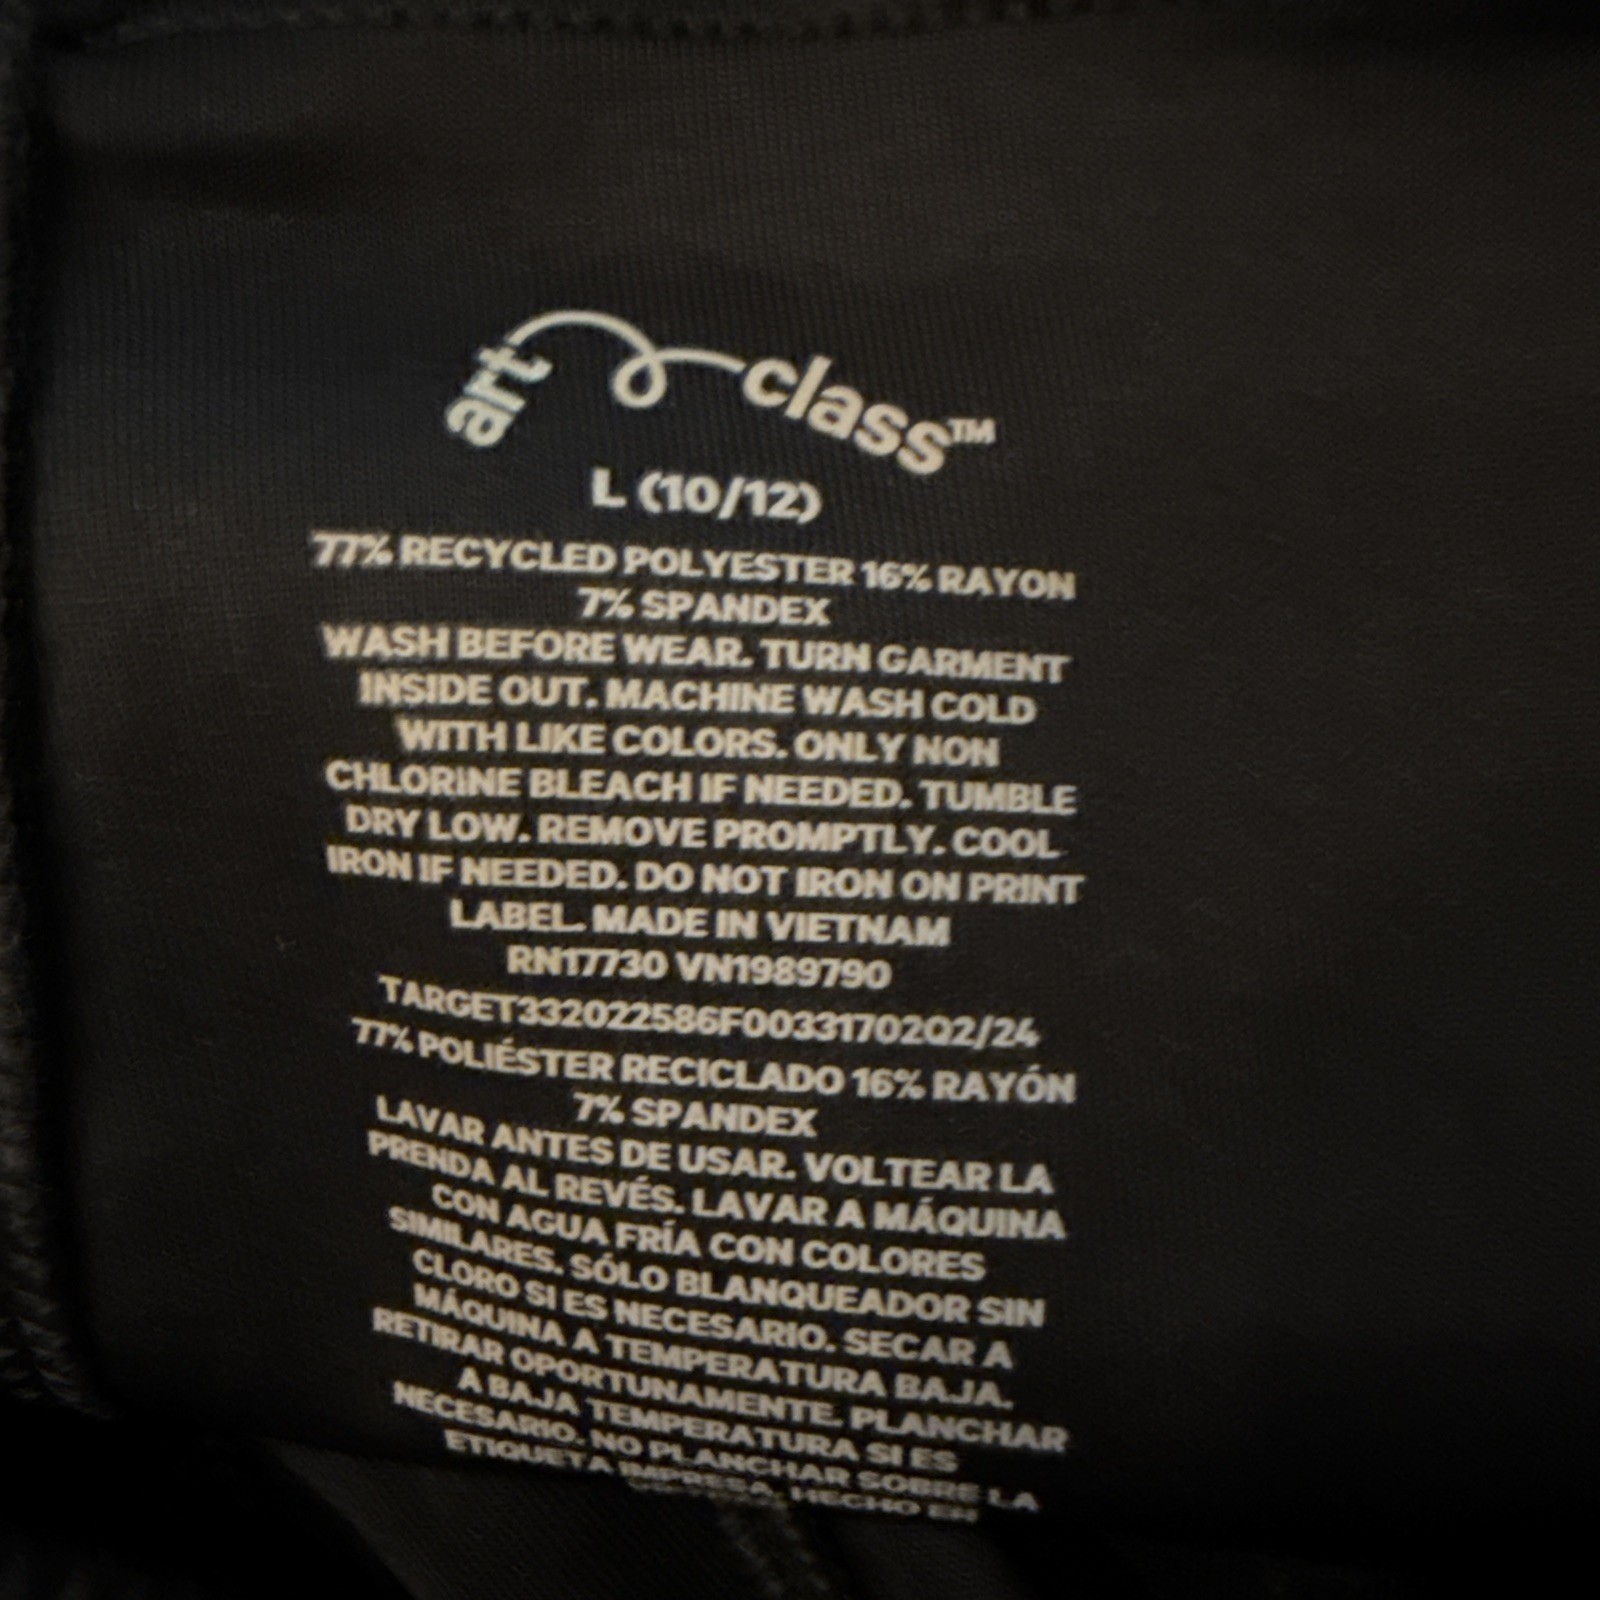 art class™
L (10/12)
77% RECYCLED POLYESTER 16% RAYON
7% SPANDEX
WASH BEFORE WEAR. TURN GARMENT
INSIDE OUT. MACHINE WASH COLD
WITH LIKE COLORS. ONLY NON
CHLORINE BLEACH IF NEEDED. TUMBLE
DRY LOW. REMOVE PROMPTLY. COOL
IRON IF NEEDED. DO NOT IRON ON PRINT
LABEL. MADE IN VIETNAM
RN17730 VN1989790
TARGET332022586F00331702Q2/24
77% POLIÉSTER RECICLADO 16% RAYÓN
7% SPANDEX
LAVAR ANTES DE USAR. VOLTEAR LA
PRENDA AL REVÉS. LAVAR A MÁQUINA
CON AGUA FRÍA CON COLORES
SIMILARES. SÓLO BLANQUEADOR SIN
CLORO SI ES NECESARIO. SECAR A
MÁQUINA A TEMPERATURA BAJA.
RETIRAR OPORTUNAMENTE. PLANCHAR
A BAJA TEMPERATURA SI ES
NECESARIO. NO PLANCHAR SOBRE LA
ETIQUETA IMPRESA. HECHO EN